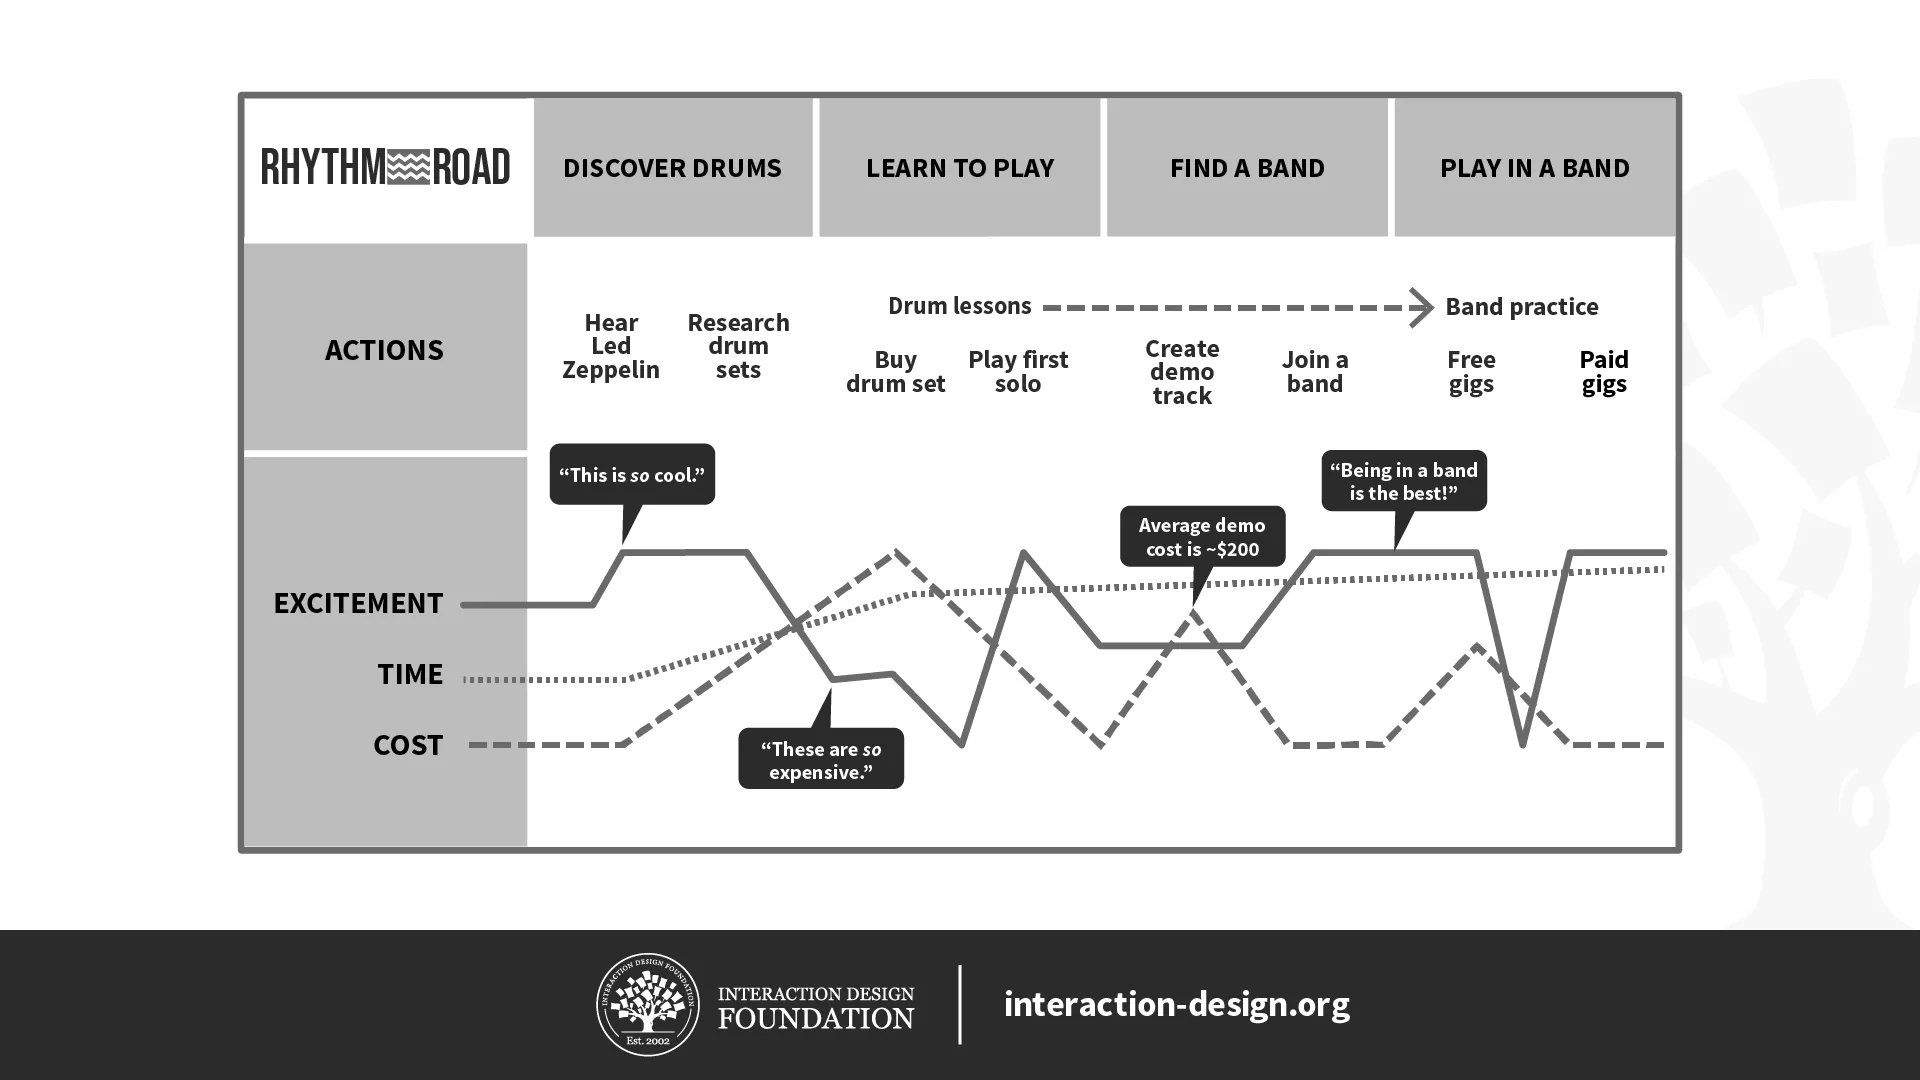 RHYTHM ROAD
DISCOVER DRUMS
LEARN TO PLAY
FIND A BAND
PLAY IN A BAND
ACTIONS
Hear
Led
Zeppelin
Research
drum
sets
Drum lessons
Band practice
Buy
drum set
Play first
solo
Create
demo
track
Join a
band
Free
gigs
Paid
gigs
“This is so cool.”
“Being in a band
is the best!”
Average demo
cost is ~$200
EXCITEMENT
TIME
COST
“These are so
expensive.”
INTERACTION DESIGN FOUNDATION
Est. 2002
INTERACTION DESIGN
FOUNDATION
interaction-design.org